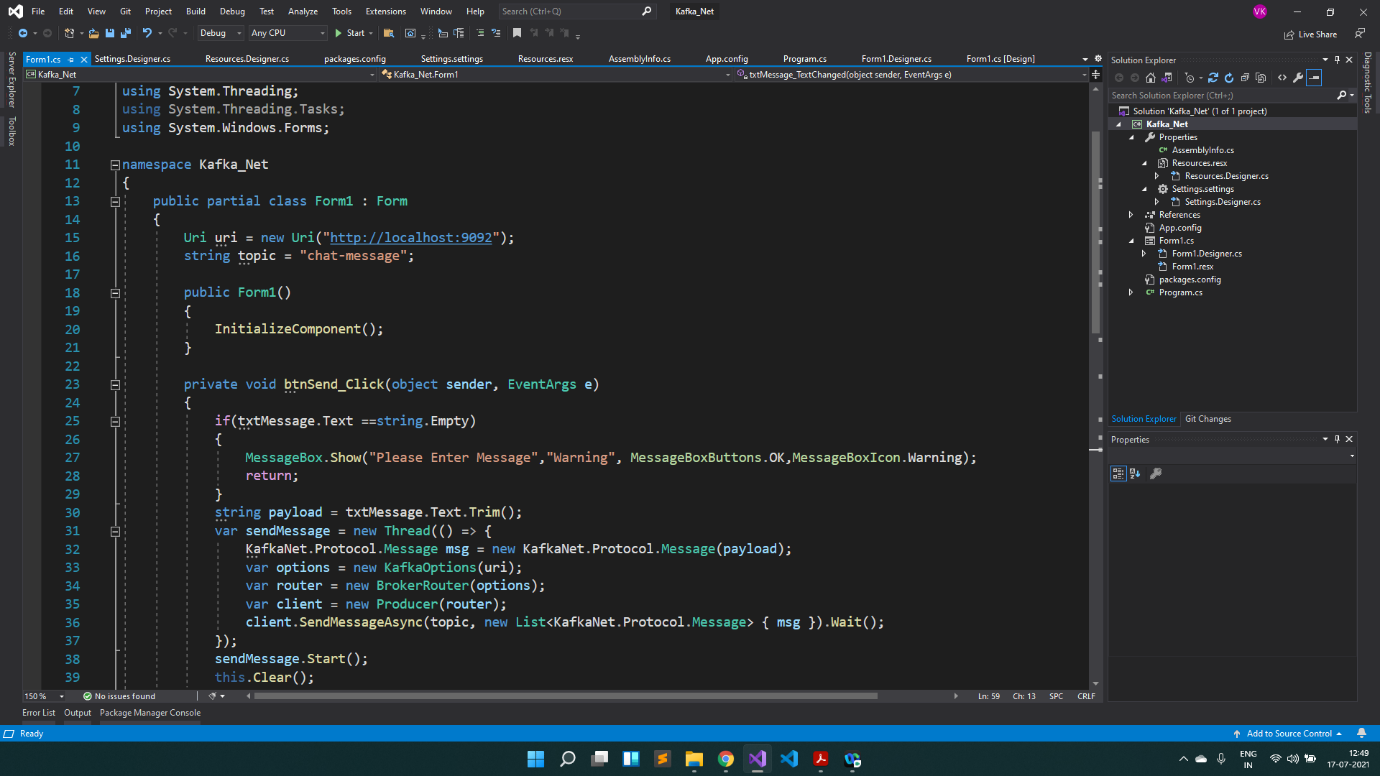 File Edit View Git Project Build Debug Test Analyze Tools Extensions Window Help Search (Ctrl+Q) Kafka_Net VK
Debug Any CPU Start Live Share
Form1.cs Settings.Designer.cs Resources.Designer.cs packages.config Settings.settings Resources.resx AssemblyInfo.cs App.config Program.cs Form1.Designer.cs Form1.cs [Design]
Kafka_Net Kafka_Net.Form1 txtMessage_TextChanged(object sender, EventArgs e)
Server Explorer
Toolbox
7 using System.Threading;
8 using System.Threading.Tasks;
9 using System.Windows.Forms;
10
11 namespace Kafka_Net
12 {
13 public partial class Form1 : Form
14 {
15 Uri uri = new Uri("http://localhost:9092");
16 string topic = "chat-message";
17
18 public Form1()
19 {
20 InitializeComponent();
21 }
22
23 private void btnSend_Click(object sender, EventArgs e)
24 {
25 if(txtMessage.Text ==string.Empty)
26 {
27 MessageBox.Show("Please Enter Message","Warning", MessageBoxButtons.OK,MessageBoxIcon.Warning);
28 return;
29 }
30 string payload = txtMessage.Text.Trim();
31 var sendMessage = new Thread(() => {
32 KafkaNet.Protocol.Message msg = new KafkaNet.Protocol.Message(payload);
33 var options = new KafkaOptions(uri);
34 var router = new BrokerRouter(options);
35 var client = new Producer(router);
36 client.SendMessageAsync(topic, new List<KafkaNet.Protocol.Message> { msg }).Wait();
37 });
38 sendMessage.Start();
39 this.Clear();
150 % No issues found Ln: 59 Ch: 13 SPC CRLF
Error List Output Package Manager Console
Solution Explorer
Search Solution Explorer (Ctrl+;)
Solution 'Kafka_Net' (1 of 1 project)
Kafka_Net
Properties
AssemblyInfo.cs
Resources.resx
Resources.Designer.cs
Settings.settings
Settings.Designer.cs
References
App.config
Form1.cs
Form1.Designer.cs
Form1.resx
packages.config
Program.cs
Solution Explorer Git Changes
Properties
Diagnostic Tools
Ready Add to Source Control
ENG
IN
12:49
17-07-2021